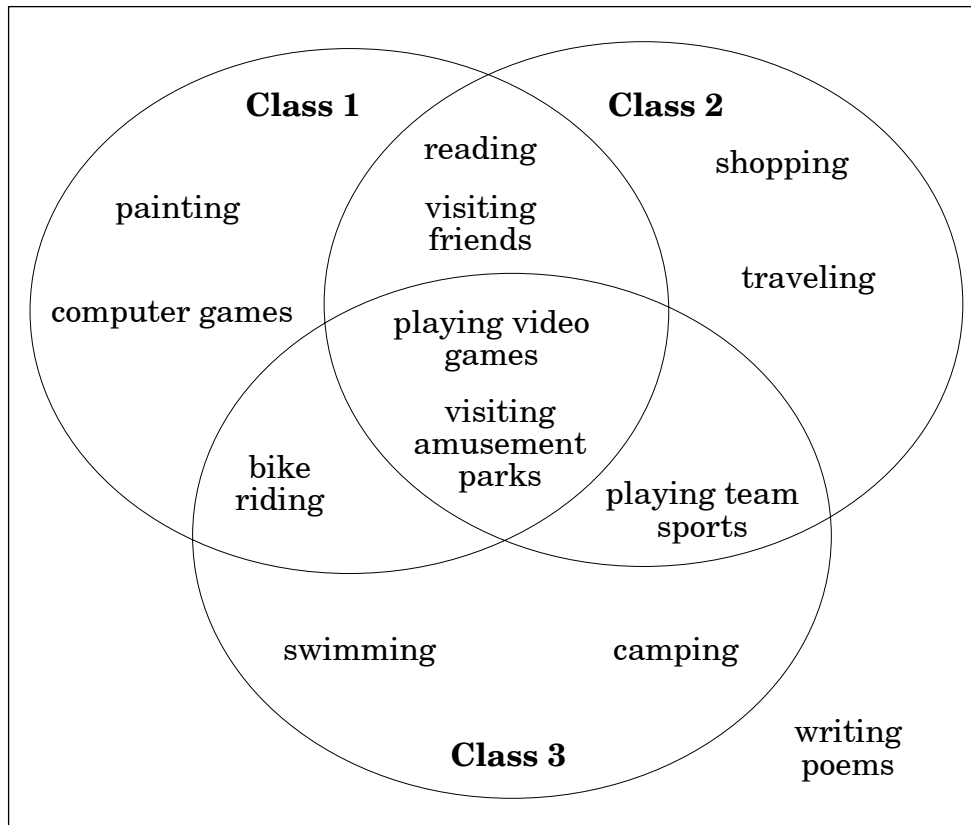 Class 1
Class 2
reading
shopping
painting
visiting
friends
traveling
computer games
playing video
games
visiting
amusement
parks
bike
riding
playing team
sports
swimming
camping
writing
poems
Class 3